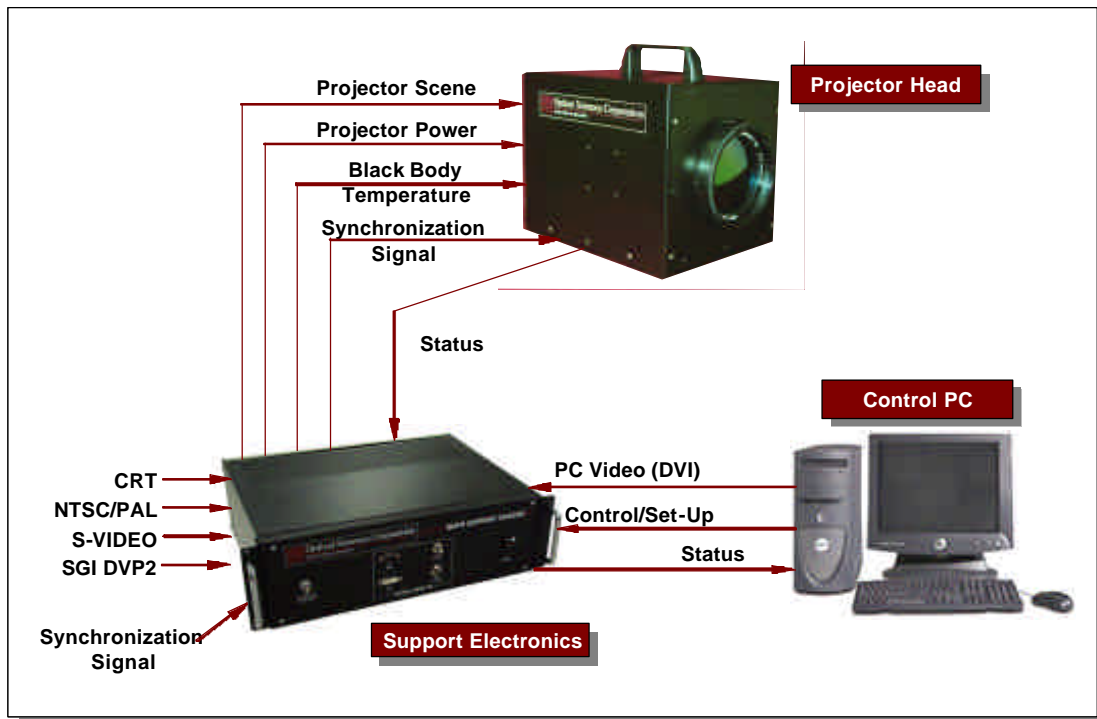 Projector Scene
Projector Head
Projector Power
Black Body
Temperature
Synchronization
Signal
Status
Control PC
CRT
NTSC/PAL
S-VIDEO
SGI DVP2
PC Video (DVI)
Control/Set-Up
Status
Synchronization
Signal
Support Electronics